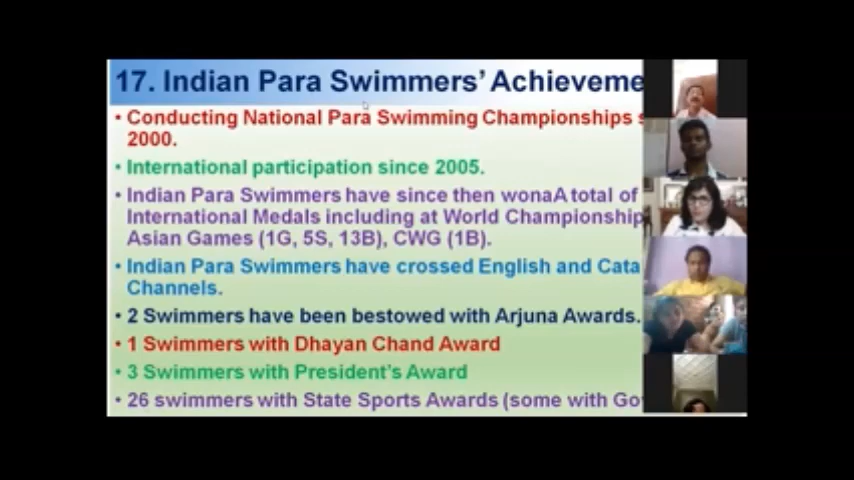 17. Indian Para Swimmers' Achieveme
• Conducting National Para Swimming Championships s
2000.
• International participation since 2005.
• Indian Para Swimmers have since then wonaA total of
International Medals including at World Championship
Asian Games (1G, 5S, 13B), CWG (1B).
• Indian Para Swimmers have crossed English and Cata
Channels.
• 2 Swimmers have been bestowed with Arjuna Awards.
• 1 Swimmers with Dhayan Chand Award
• 3 Swimmers with President's Award
• 26 swimmers with State Sports Awards (some with Go